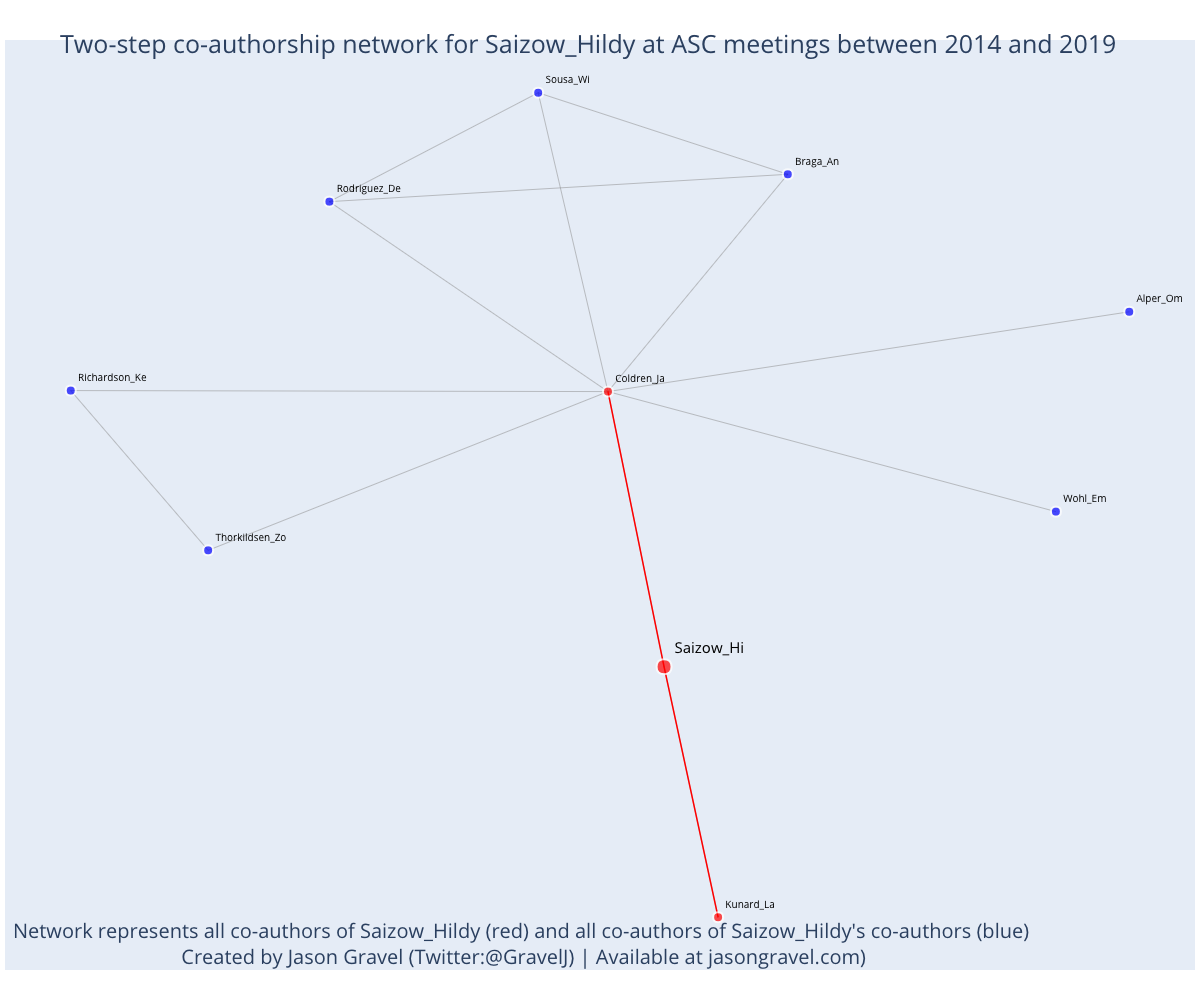 Two-step co-authorship network for Saizow_Hildy at ASC meetings between 2014 and 2019
Sousa_Wi
Braga_An
Rodriguez_De
Alper_Om
Richardson_Ke
Coldren_Ja
Wohl_Em
Thorkildsen_Zo
Saizow_Hi
Kunard_La
Network represents all co-authors of Saizow_Hildy (red) and all co-authors of Saizow_Hildy's co-authors (blue)
Created by Jason Gravel (Twitter:@GravelJ) | Available at jasongravel.com)